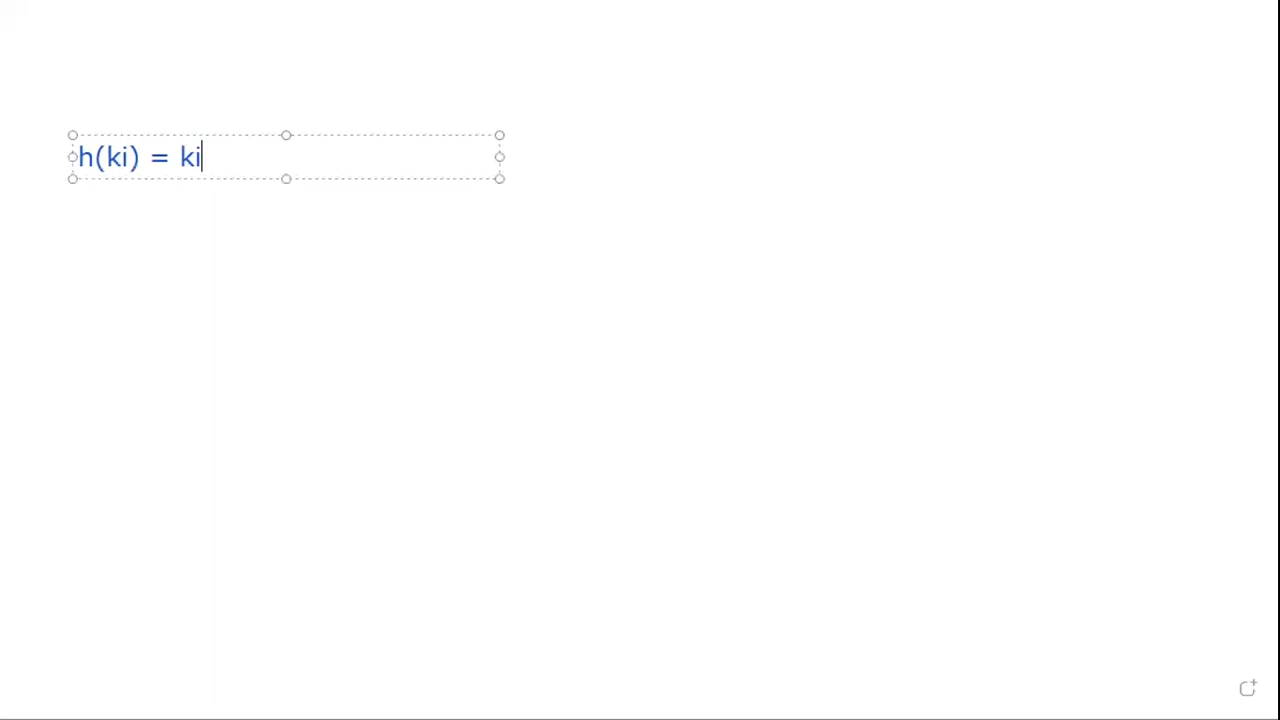 h(ki) = ki